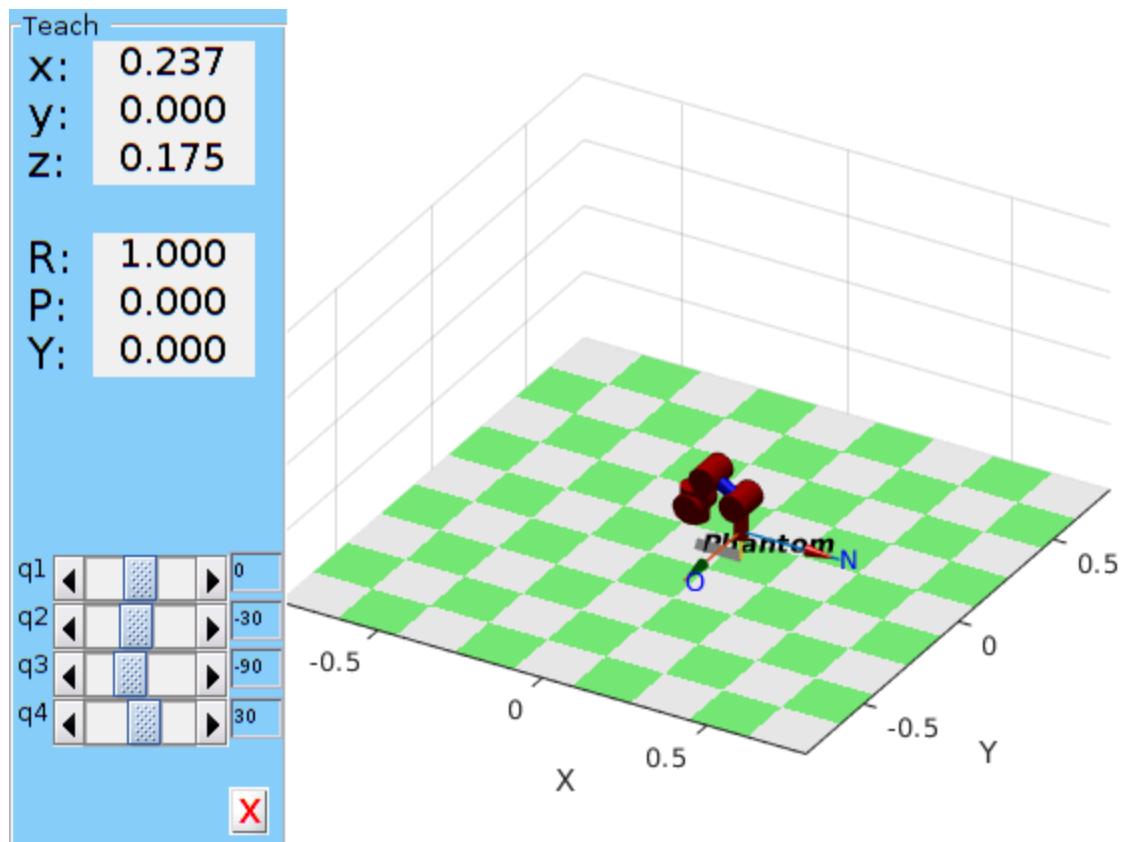 Teach
x: 0.237
y: 0.000
z: 0.175
R: 1.000
P: 0.000
Y: 0.000
q1 0
q2 -30
q3 -90
q4 30
X
Phantom
N
O
-0.5
0
0.5
X
-0.5
0
0.5
Y